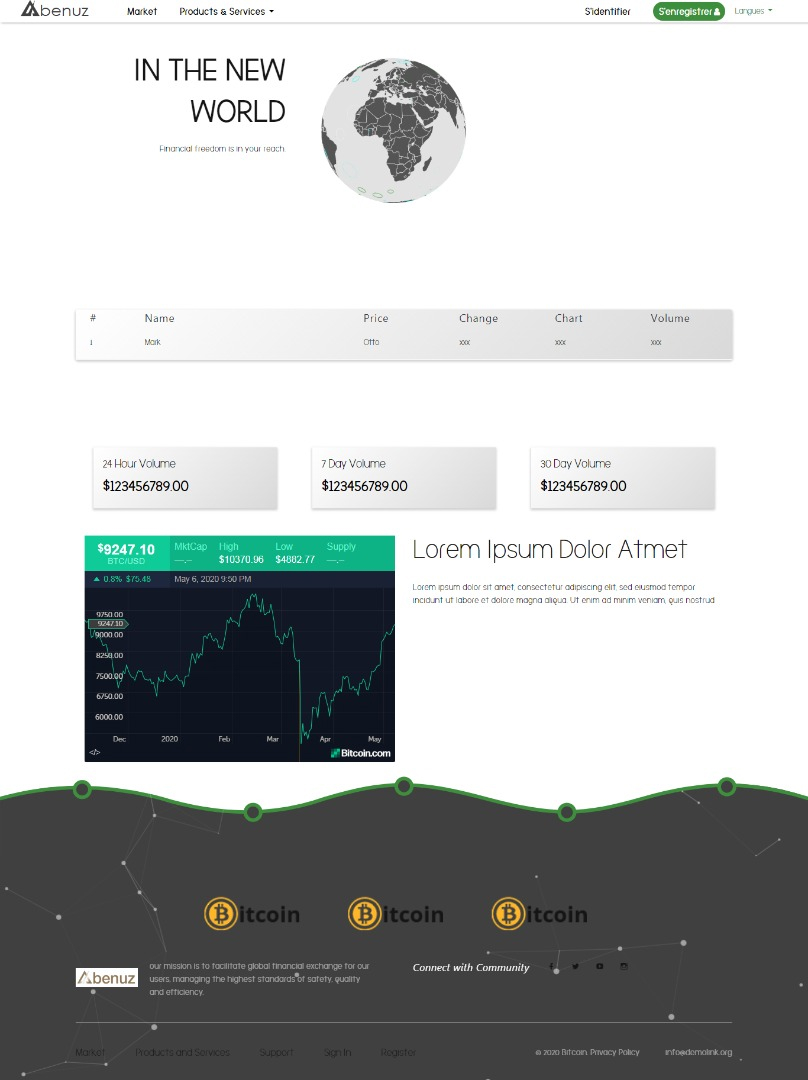 Abenuz
Market
Products & Services
S'identifier
S'enregistrer
Langues
IN THE NEW
WORLD
Financial freedom is in your reach.
# Name Price Change Chart Volume
1 Mark Otto xxx xxx xxx
24 Hour Volume
$123456789.00
7 Day Volume
$123456789.00
30 Day Volume
$123456789.00
$9247.10
BTC/USD
MktCap High Low Supply
—.— $10370.96 $4882.77 —.—
0.8% $75.48
May 6, 2020 9:50 PM
9750.00
9247.10
9000.00
8250.00
7500.00
6750.00
6000.00
Dec 2020 Feb Mar Apr May
</>
Bitcoin.com
Lorem Ipsum Dolor Atmet
Lorem ipsum dolor sit amet, consectetur adipiscing elit, sed eiusmod tempor
incidunt ut labore et dolore magna aliqua. Ut enim ad minim veniam, quis nostrud
Bitcoin
Bitcoin
Bitcoin
Abenuz
our mission is to facilitate global financial exchange for our
users, managing the highest standards of safety, quality
and efficiency.
Connect with Community
Market
Products and Services
Support
Sign In
Register
© 2020 Bitcoin. Privacy Policy
info@demolink.org